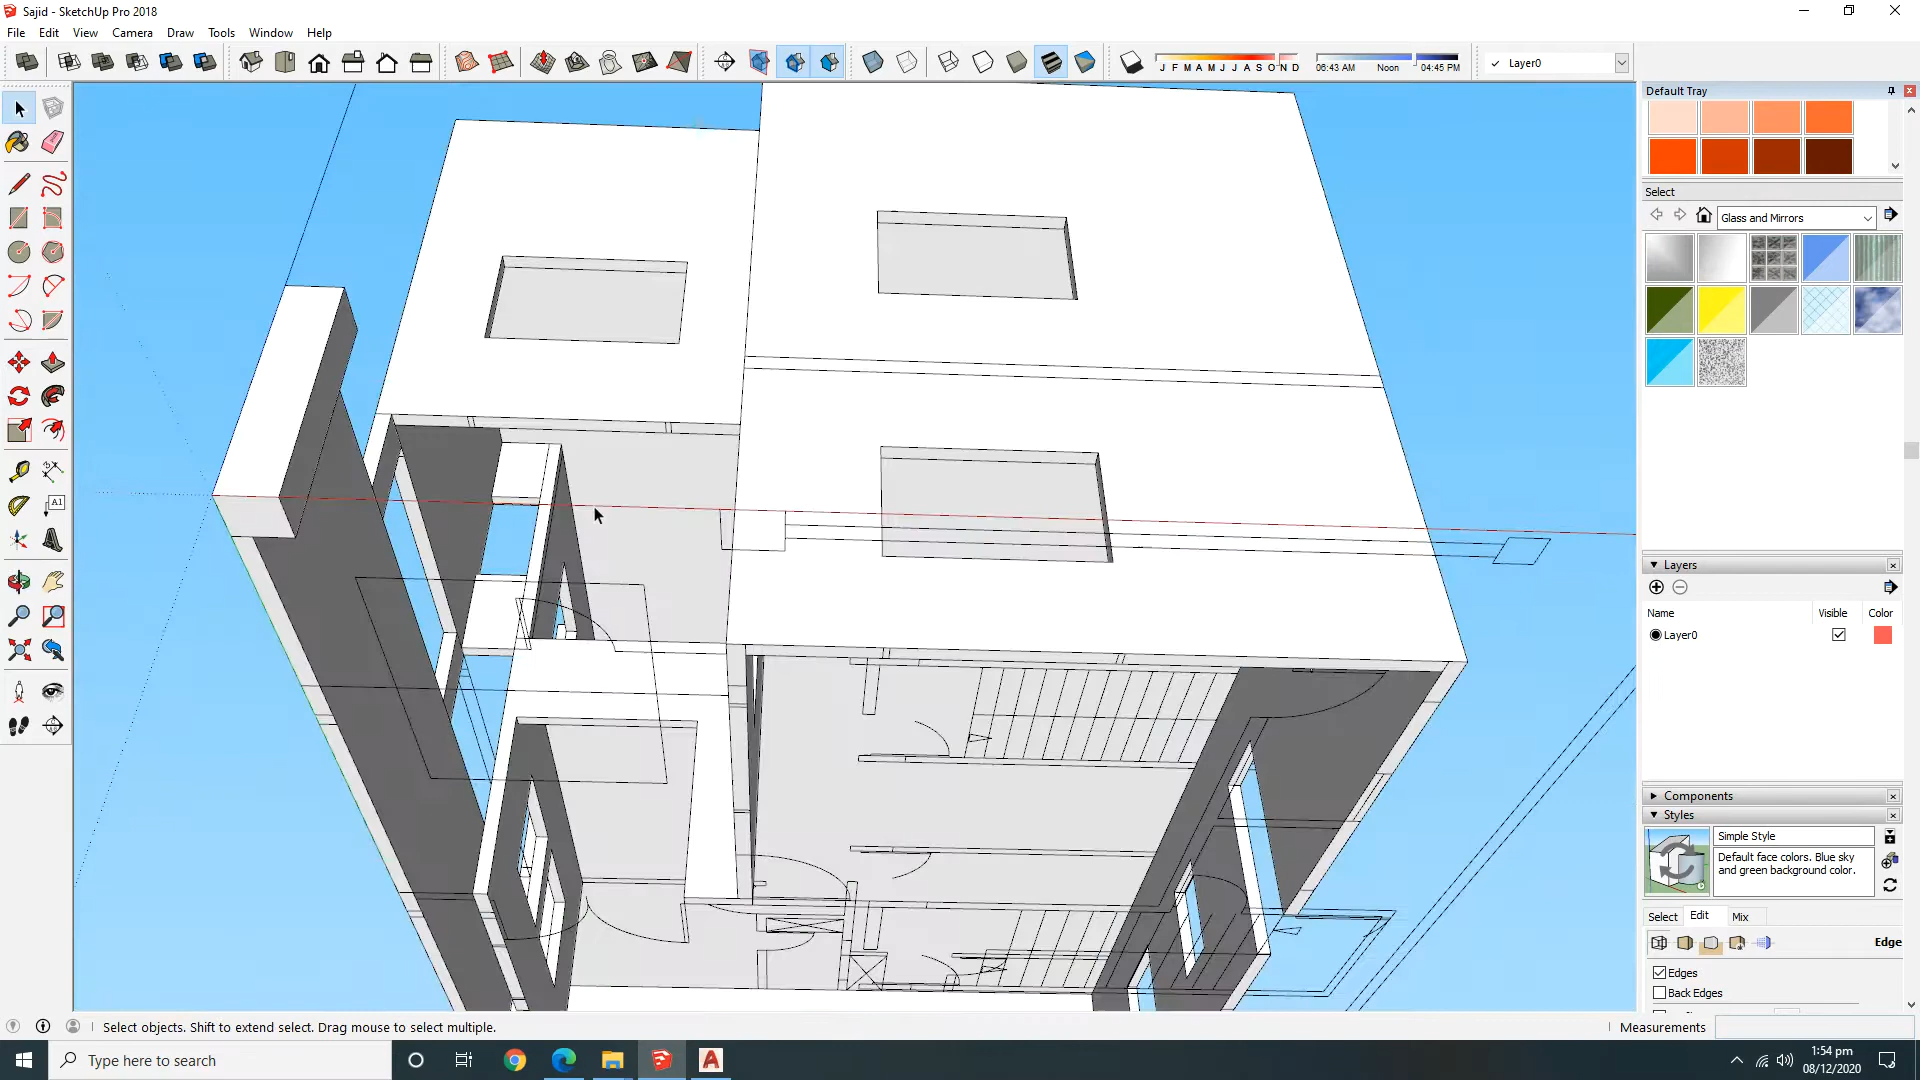 Sajid - SketchUp Pro 2018
File Edit View Camera Draw Tools Window Help
J F M A M J J A S O N D
06:43 AM Noon 04:45 PM
Layer0
Default Tray
Select
Glass and Mirrors
A1
Layers
Name Visible Color
Layer0
Components
Styles
Simple Style
Default face colors. Blue sky
and green background color.
Select Edit Mix
Edge
Edges
Back Edges
Select objects. Shift to extend select. Drag mouse to select multiple.
Measurements
Type here to search
1:54 pm
08/12/2020